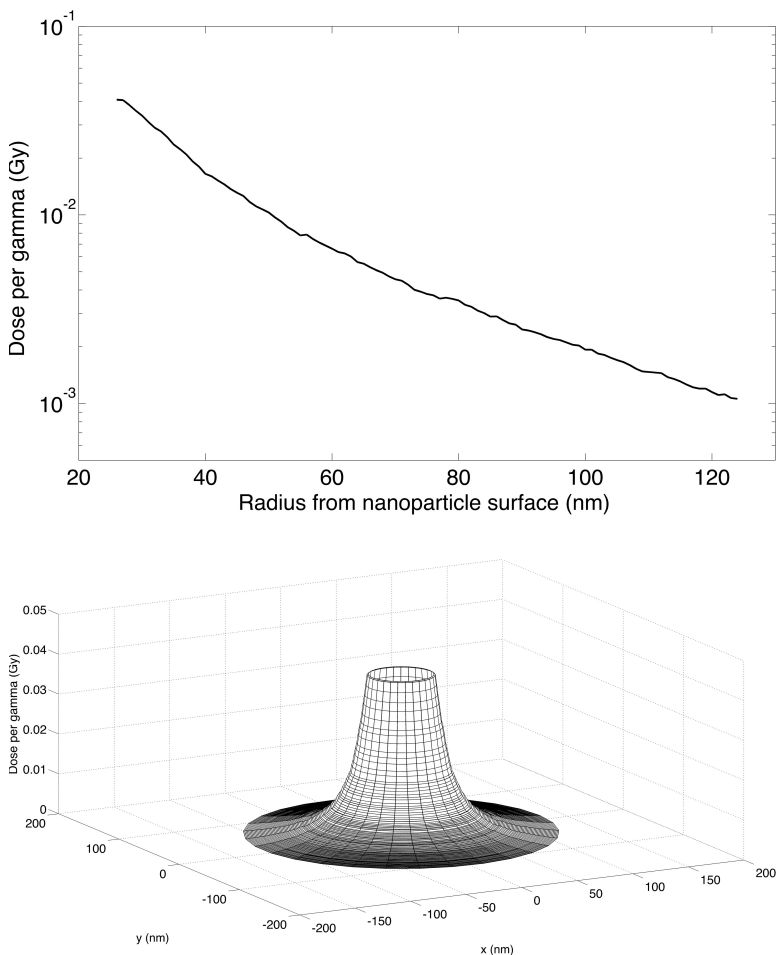 10-1
10-2
10-3
Dose per gamma (Gy)
20 40 60 80 100 120
Radius from nanoparticle surface (nm)
0.05
0.04
0.03
0.02
0.01
0
Dose per gamma (Gy)
200
100
0
-100
-200
y (nm)
-200 -150 -100 -50 0 50 100 150 200
x (nm)